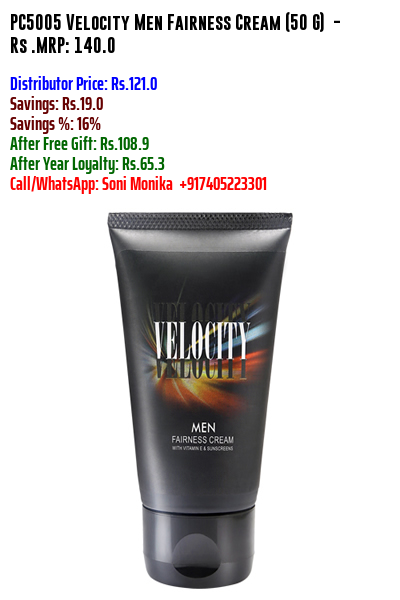 PC5005 Velocity Men Fairness Cream (50 G) -
Rs .MRP: 140.0
Distributor Price: Rs.121.0
Savings: Rs.19.0
Savings %: 16%
After Free Gift: Rs.108.9
After Year Loyalty: Rs.65.3
Call/WhatsApp: Soni Monika +917405223301
VELOCITY
VELOCITY
VELOCITY
MEN
FAIRNESS CREAM
WITH VITAMIN E & SUNSCREENS